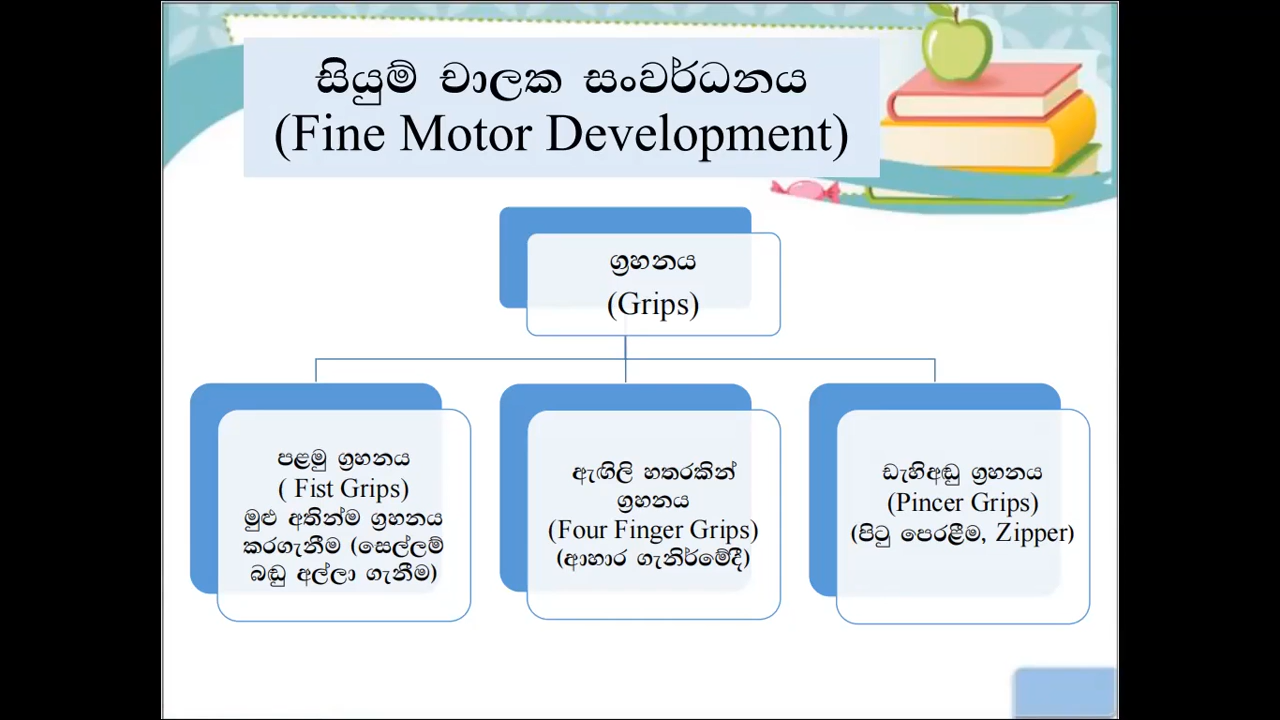 සියුම් චාලක සංවර්ධනය
(Fine Motor Development)
ග්‍රහනය
(Grips)
පළමු ග්‍රහනය
( Fist Grips)
මුළු අතින්ම ග්‍රහනය
කරගැනීම (සෙල්ලම්
බඩු අල්ලා ගැනීම)
ඇඟිලි හතරකින්
ග්‍රහනය
(Four Finger Grips)
(ආහාර ගැනිර්මේදී)
ඩැහිඅඬු ග්‍රහනය
(Pincer Grips)
(පිටු පෙරළීම, Zipper)